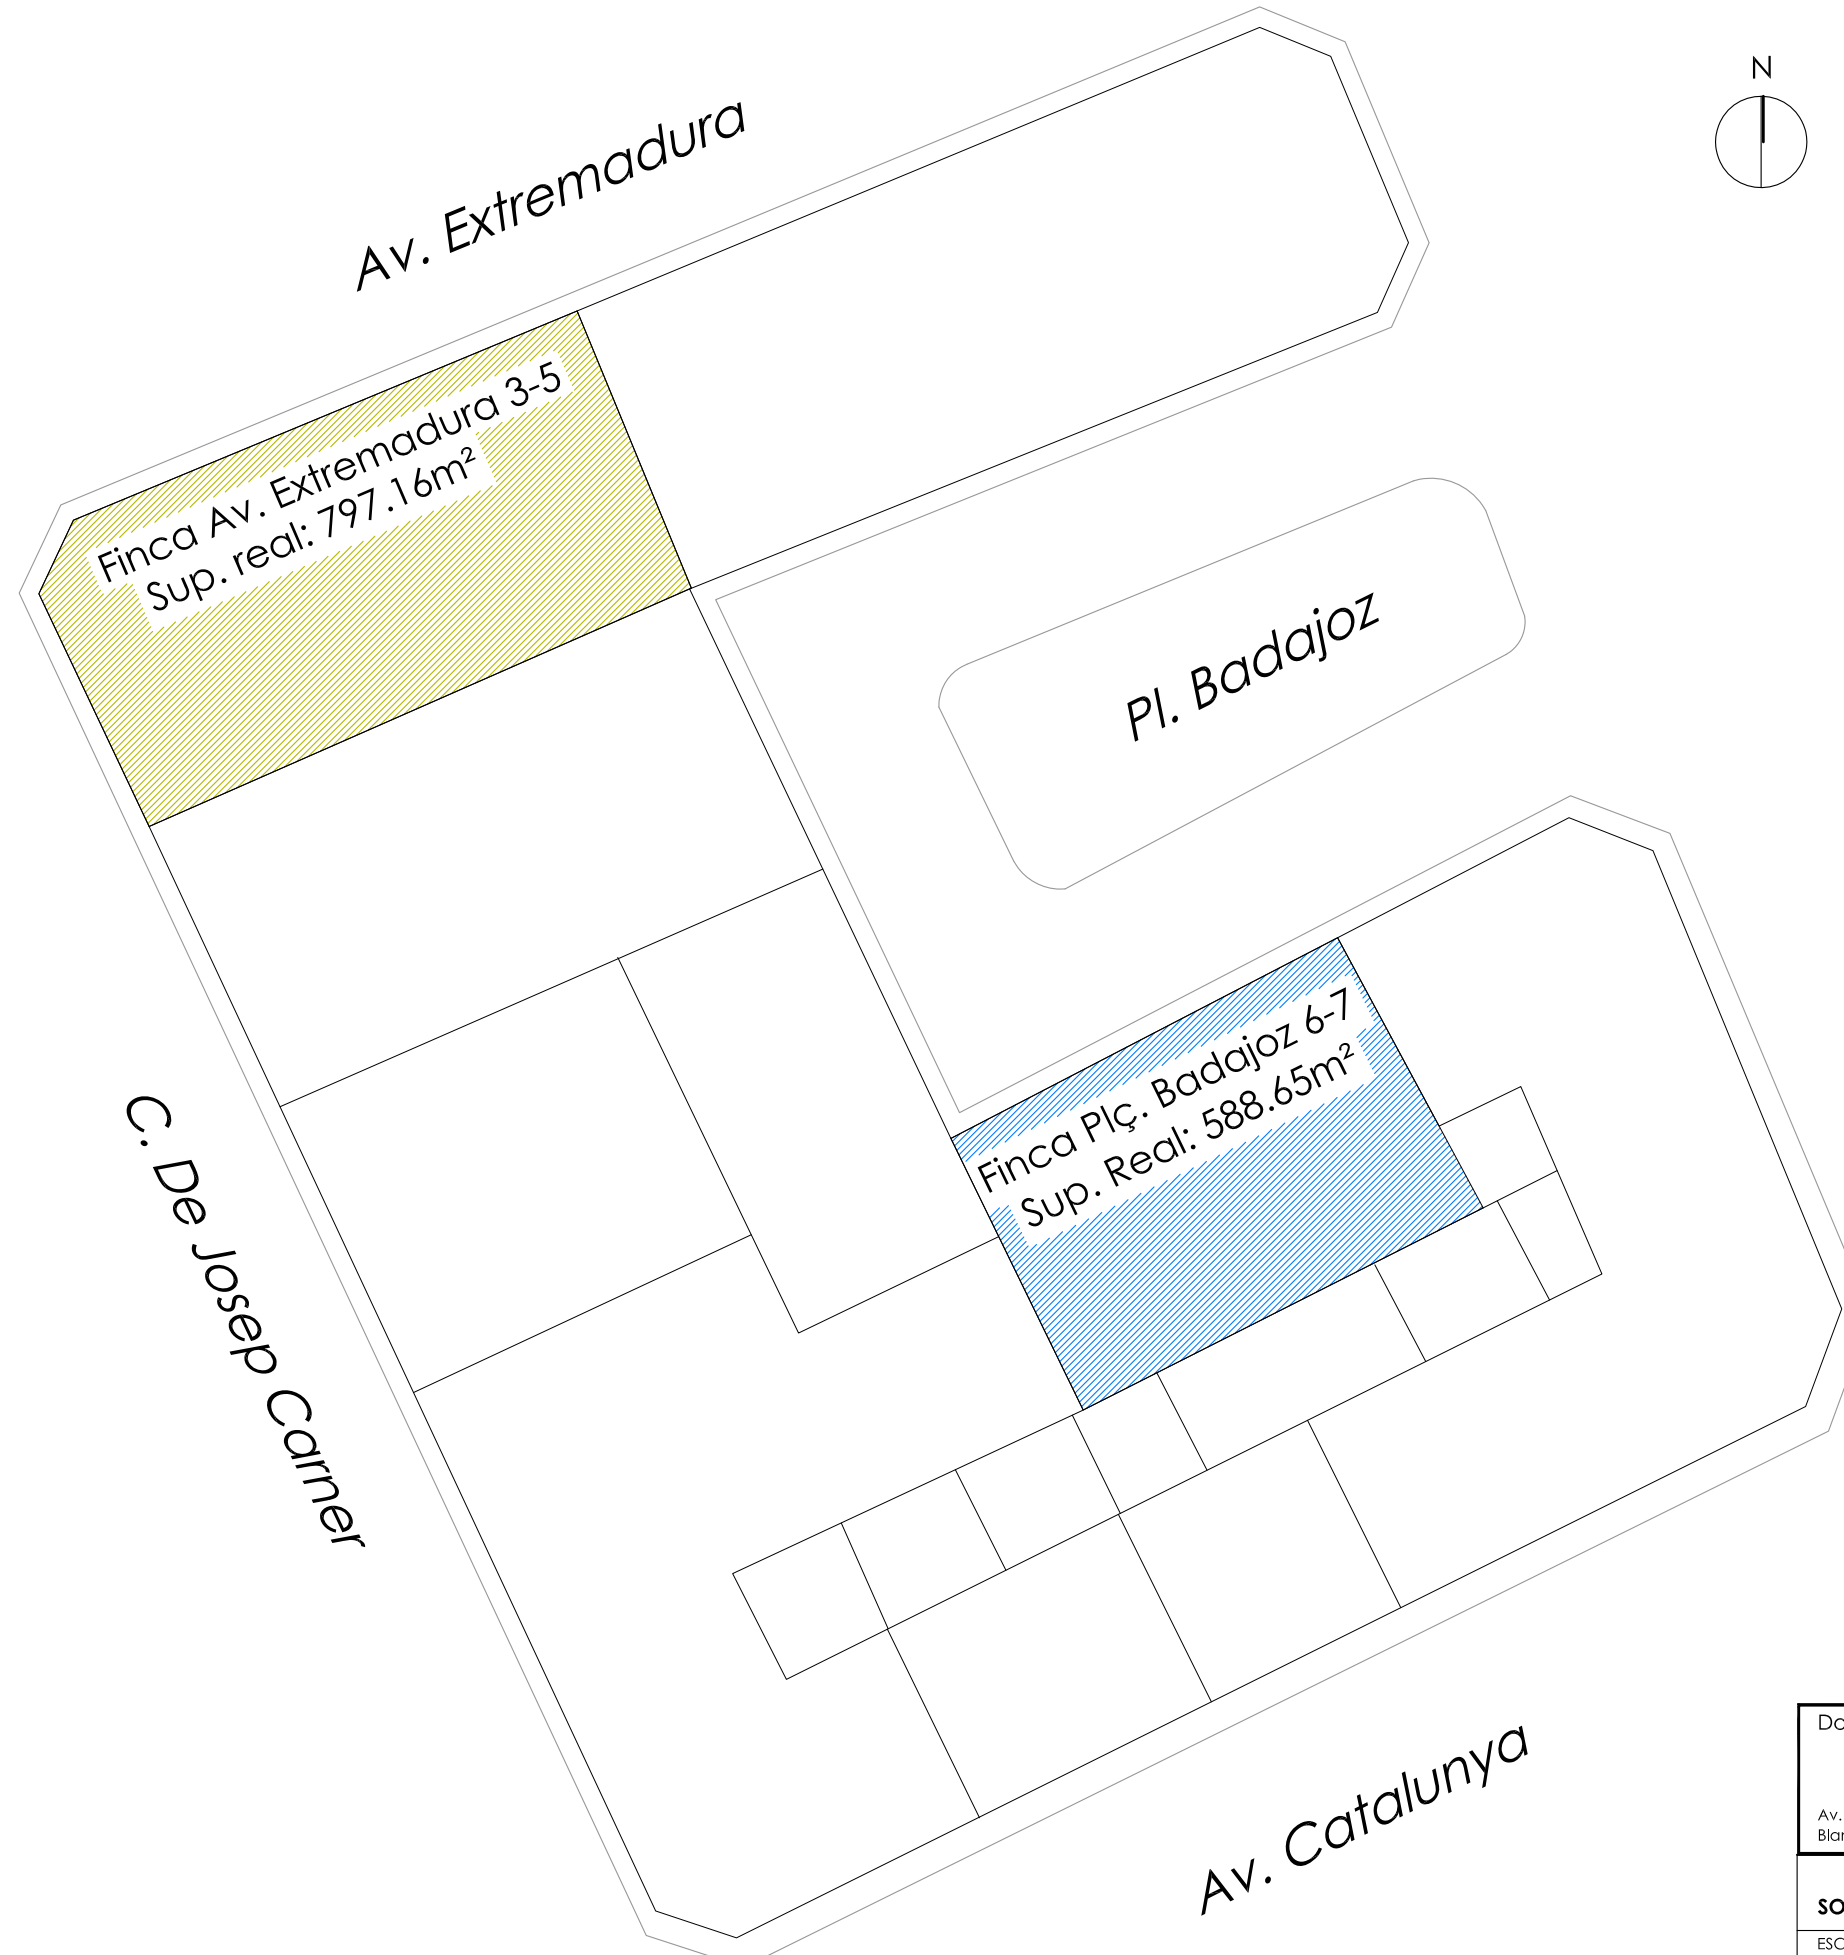 N
Av. Extremadura
Finca Av. Extremadura 3-5
Sup. real: 797.16m²
Pl. Badajoz
Finca Plç. Badajoz 6-7
Sup. Real: 588.65m²
C. De Josep Carner
Av. Catalunya
Av.